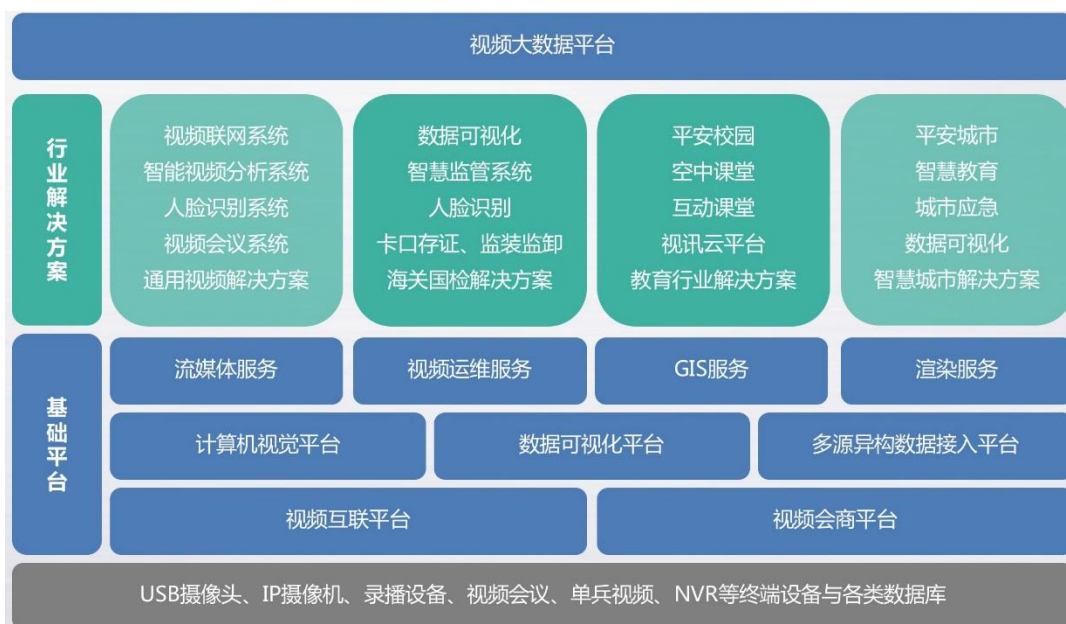 视频大数据平台
行业解决方案
视频联网系统
智能视频分析系统
人脸识别系统
视频会议系统
通用视频解决方案
数据可视化
智慧监管系统
人脸识别
卡口存证、监装监卸
海关国检解决方案
平安校园
空中课堂
互动课堂
视讯云平台
教育行业解决方案
平安城市
智慧教育
城市应急
数据可视化
智慧城市解决方案
基础平台
流媒体服务
视频运维服务
GIS服务
渲染服务
计算机视觉平台
数据可视化平台
多源异构数据接入平台
视频互联平台
视频会商平台
USB摄像头、IP摄像机、录播设备、视频会议、单兵视频、NVR等终端设备与各类数据库